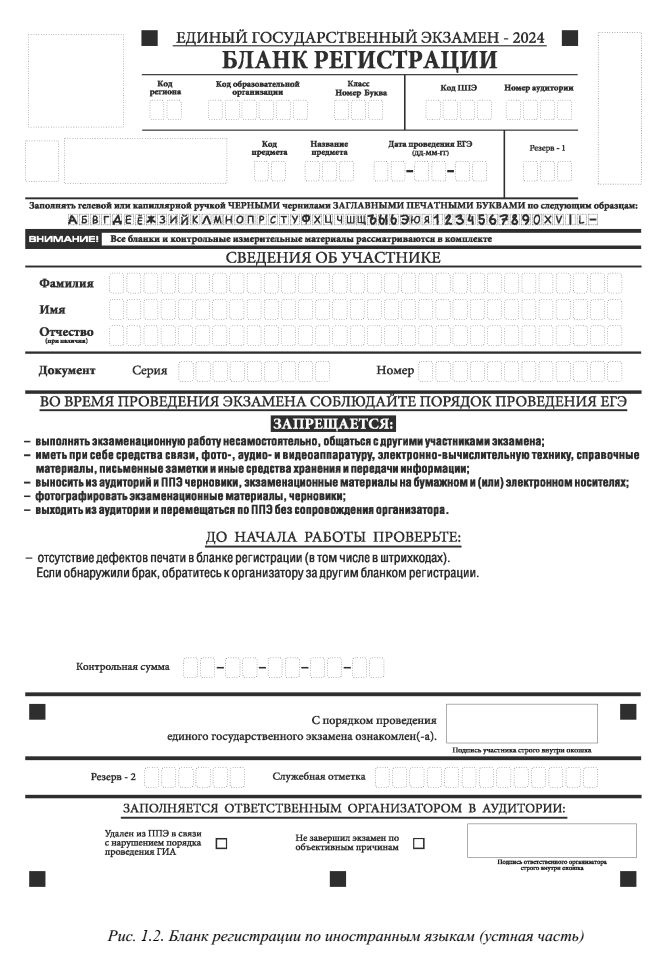 ЕДИНЫЙ ГОСУДАРСТВЕННЫЙ ЭКЗАМЕН - 2024
БЛАНК РЕГИСТРАЦИИ
Код региона
Код образовательной организации
Класс Номер Буква
Код ППЭ
Номер аудитории
Код предмета
Название предмета
Дата проведения ЕГЭ (ДД-ММ-ГГ)
Резерв - 1
Заполнять гелевой или капиллярной ручкой ЧЕРНЫМИ чернилами ЗАГЛАВНЫМИ ПЕЧАТНЫМИ БУКВАМИ по следующим образцам:
АБВГДЕЁЖЗИЙКЛМНОПРСТУФХЦЧШЩЪЫЬЭЮЯ1234567890XVIL-
ВНИМАНИЕ! Все бланки и контрольные измерительные материалы рассматриваются в комплекте
СВЕДЕНИЯ ОБ УЧАСТНИКЕ
Фамилия
Имя
Отчество
(при наличии)
Документ Серия Номер
ВО ВРЕМЯ ПРОВЕДЕНИЯ ЭКЗАМЕНА СОБЛЮДАЙТЕ ПОРЯДОК ПРОВЕДЕНИЯ ЕГЭ
ЗАПРЕЩАЕТСЯ:
– выполнять экзаменационную работу несамостоятельно, общаться с другими участниками экзамена;
– иметь при себе средства связи, фото-, аудио- и видеоаппаратуру, электронно-вычислительную технику, справочные
материалы, письменные заметки и иные средства хранения и передачи информации;
– выносить из аудиторий и ППЭ черновики, экзаменационные материалы на бумажном и (или) электронном носителях;
– фотографировать экзаменационные материалы, черновики;
– выходить из аудитории и перемещаться по ППЭ без сопровождения организатора.
ДО НАЧАЛА РАБОТЫ ПРОВЕРЬТЕ:
– отсутствие дефектов печати в бланке регистрации (в том числе в штрихкодах).
Если обнаружили брак, обратитесь к организатору за другим бланком регистрации.
Контрольная сумма
С порядком проведения
единого государственного экзамена ознакомлен(-а).
Подпись участника строго внутри окошка
Резерв - 2 Служебная отметка
ЗАПОЛНЯЕТСЯ ОТВЕТСТВЕННЫМ ОРГАНИЗАТОРОМ В АУДИТОРИИ:
Удален из ППЭ в связи
с нарушением порядка
проведения ГИА
Не завершил экзамен по
объективным причинам
Подпись ответственного организатора
строго внутри окошка
Рис. 1.2. Бланк регистрации по иностранным языкам (устная часть)